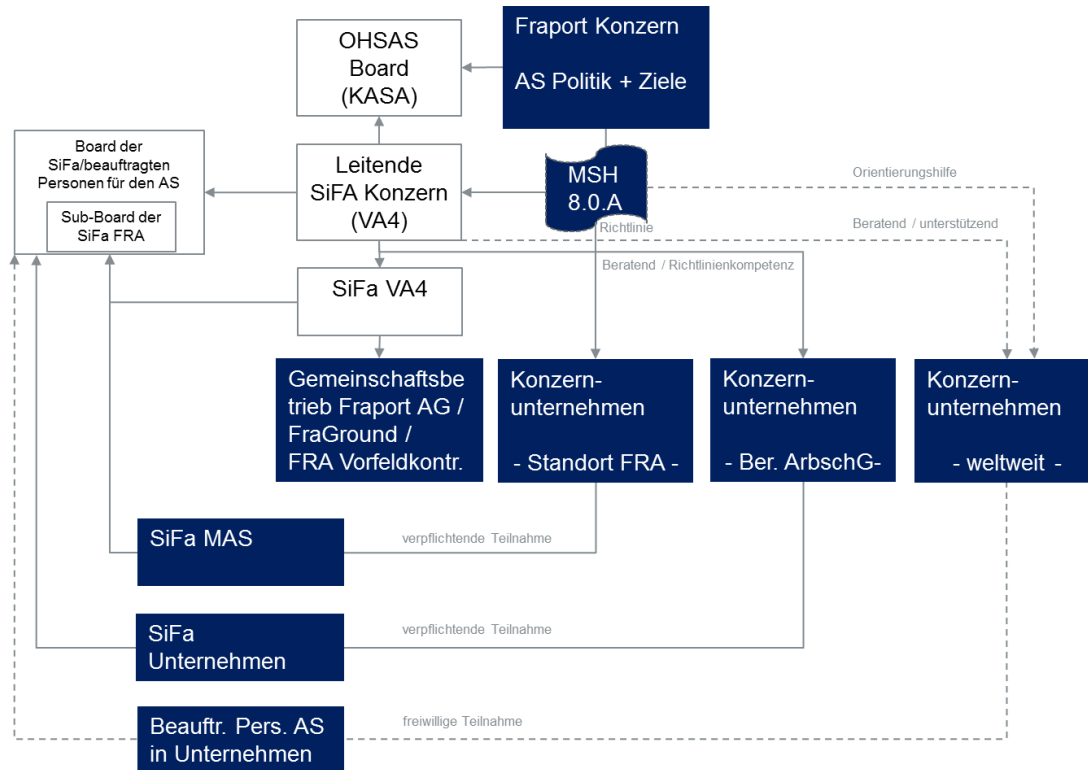 OHSAS
Board
(KASA)
Fraport Konzern
AS Politik + Ziele
Board der
SiFa/beauftragten
Personen für den AS
Sub-Board der
SiFa FRA
Leitende
SiFA Konzern
(VA4)
MSH
8.0.A
Orientierungshilfe
Richtlinie
Beratend / unterstützend
Beratend / Richtlinienkompetenz
SiFa VA4
Gemeinschaftsbe
trieb Fraport AG /
FraGround /
FRA Vorfeldkontr.
Konzern-
unternehmen
- Standort FRA -
Konzern-
unternehmen
- Ber. ArbschG-
Konzern-
unternehmen
- weltweit -
SiFa MAS
verpflichtende Teilnahme
SiFa
Unternehmen
verpflichtende Teilnahme
Beauftr. Pers. AS
in Unternehmen
freiwillige Teilnahme